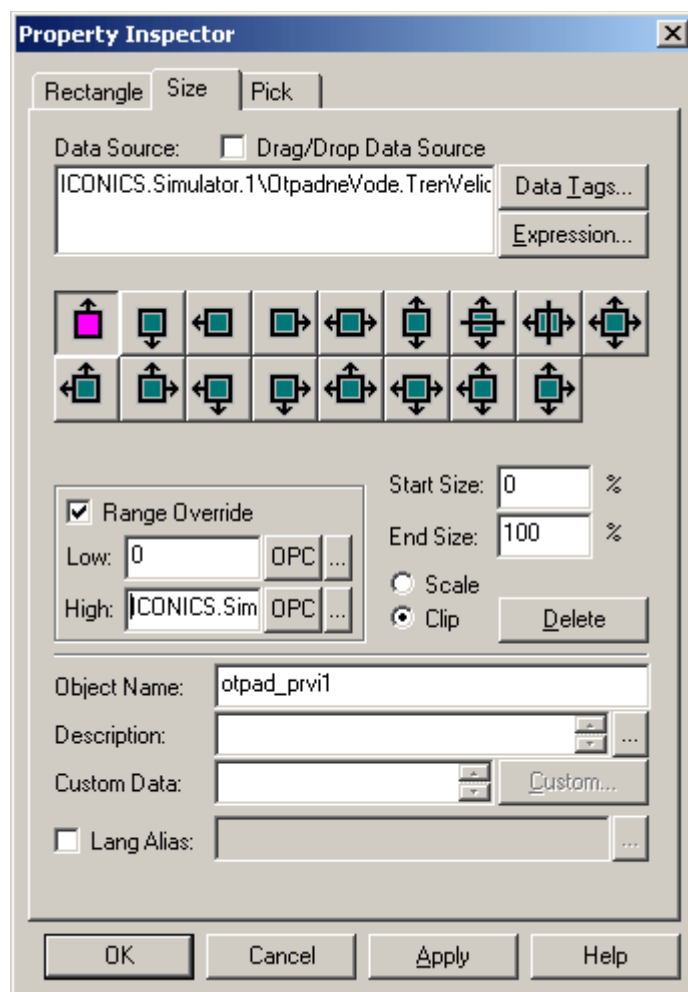 Property Inspector
Rectangle Size Pick
Data Source: Drag/Drop Data Source
ICONICS.Simulator.1\OtpadneVode.TrenVelic Data Tags...
Expression...
Start Size: 0 %
Range Override
End Size: 100 %
Low: 0 OPC ...
Scale
High: ICONICS.Sim OPC ...
Clip Delete
Object Name: otpad_prvi1
Description: ...
Custom Data: Custom...
Lang Alias: ...
OK Cancel Apply Help